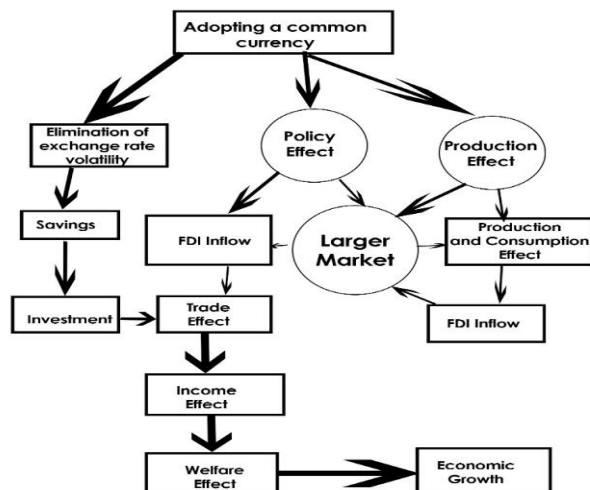 Adopting a common
currency
Elimination of
exchange rate
volatility
Policy
Effect
Production
Effect
Savings
FDI Inflow
Larger
Market
Production
and Consumption
Effect
Investment
Trade
Effect
FDI Inflow
Income
Effect
Welfare
Effect
Economic
Growth